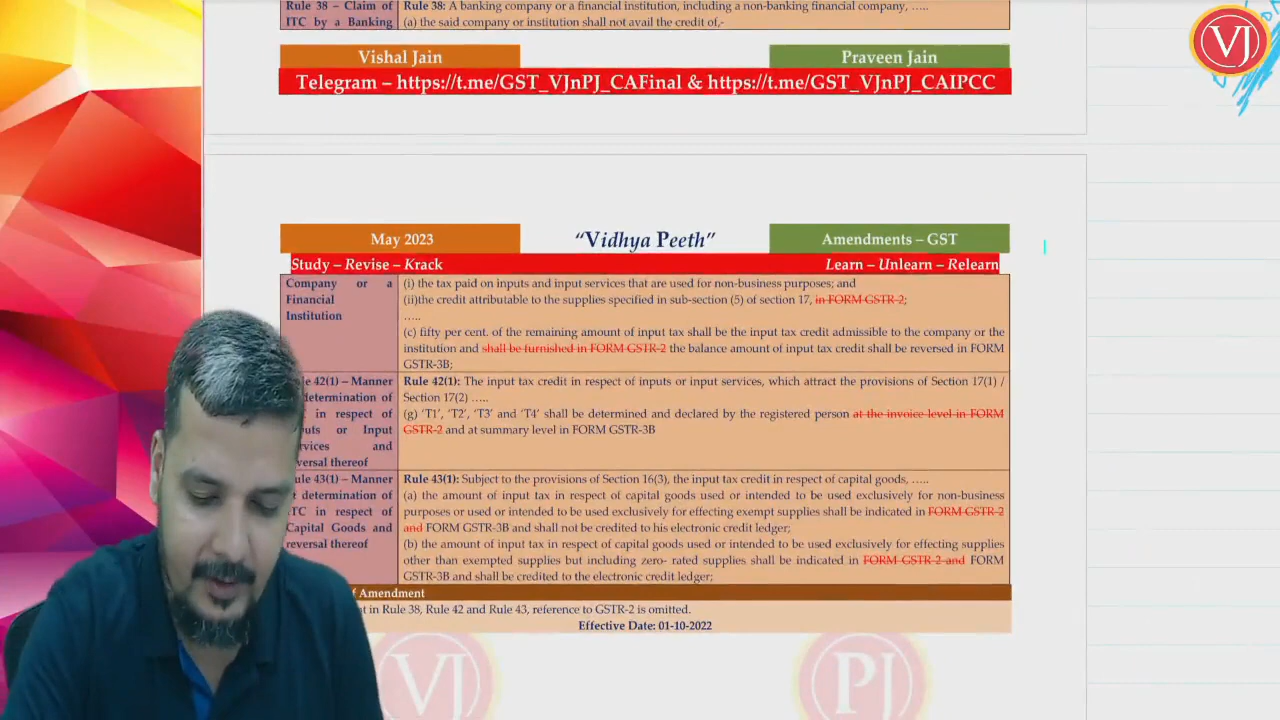 Rule 38 – Claim of
ITC by a Banking
Rule 38: A banking company or a financial institution, including a non-banking financial company, …..
(a) the said company or institution shall not avail the credit of,-
Vishal Jain
Praveen Jain
Telegram – https://t.me/GST_VJnPJ_CAFinal & https://t.me/GST_VJnPJ_CAIPCC
VJ
May 2023
“Vidhya Peeth”
Amendments – GST
Study – Revise – Krack
Learn – Unlearn – Relearn
Company or a
Financial
Institution
(i) the tax paid on inputs and input services that are used for non-business purposes; and
(ii)the credit attributable to the supplies specified in sub-section (5) of section 17, in FORM GSTR-2;
…..
(c) fifty per cent. of the remaining amount of input tax shall be the input tax credit admissible to the company or the
institution and shall be furnished in FORM GSTR-2 the balance amount of input tax credit shall be reversed in FORM
GSTR-3B;
42(1) – Manner
determination of
in respect of
or Input
and
thereof
Rule 42(1): The input tax credit in respect of inputs or input services, which attract the provisions of Section 17(1) /
Section 17(2) …..
(g) ‘T1’, ‘T2’, ‘T3’ and ‘T4’ shall be determined and declared by the registered person at the invoice level in FORM
GSTR-2 and at summary level in FORM GSTR-3B
43(1) – Manner
determination of
ITC in respect of
Capital Goods and
reversal thereof
Rule 43(1): Subject to the provisions of Section 16(3), the input tax credit in respect of capital goods, …..
(a) the amount of input tax in respect of capital goods used or intended to be used exclusively for non-business
purposes or used or intended to be used exclusively for effecting exempt supplies shall be indicated in FORM GSTR-2
and FORM GSTR-3B and shall not be credited to his electronic credit ledger;
(b) the amount of input tax in respect of capital goods used or intended to be used exclusively for effecting supplies
other than exempted supplies but including zero- rated supplies shall be indicated in FORM GSTR-2 and FORM
GSTR-3B and shall be credited to the electronic credit ledger;
Amendment
in Rule 38, Rule 42 and Rule 43, reference to GSTR-2 is omitted.
Effective Date: 01-10-2022
VJ
PJ